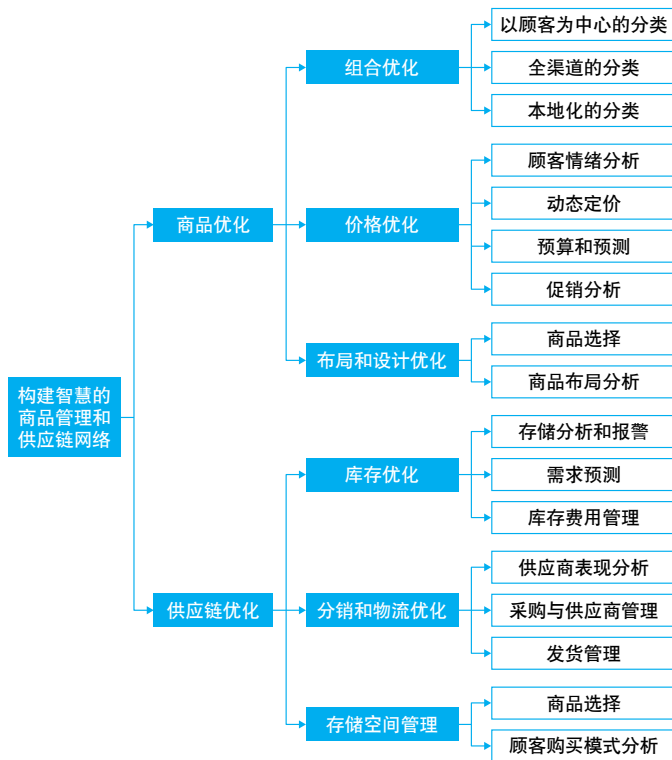 构建智慧的
商品管理和
供应链网络
商品优化
组合优化
以顾客为中心的分类
全渠道的分类
本地化的分类
价格优化
顾客情绪分析
动态定价
预算和预测
促销分析
布局和设计优化
商品选择
商品布局分析
供应链优化
库存优化
存储分析和报警
需求预测
库存费用管理
分销和物流优化
供应商表现分析
采购与供应商管理
发货管理
存储空间管理
商品选择
顾客购买模式分析